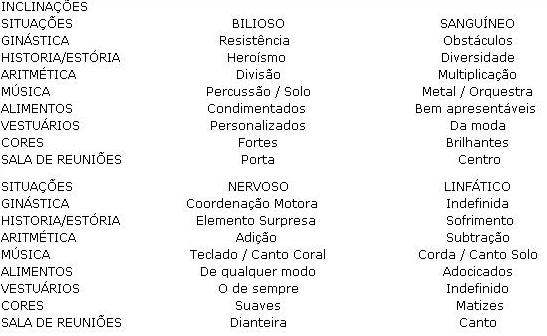 INCLINAÇÕES
SITUAÇÕES BILIOSO SANGUÍNEO
GINÁSTICA Resistência Obstáculos
HISTORIA/ESTÓRIA Heroísmo Diversidade
ARITMÉTICA Divisão Multiplicação
MÚSICA Percussão / Solo Metal / Orquestra
ALIMENTOS Condimentados Bem apresentáveis
VESTUÁRIOS Personalizados Da moda
CORES Fortes Brilhantes
SALA DE REUNIÕES Porta Centro
SITUAÇÕES NERVOSO LINFÁTICO
GINÁSTICA Coordenação Motora Indefinida
HISTORIA/ESTÓRIA Elemento Surpresa Sofrimento
ARITMÉTICA Adição Subtração
MÚSICA Teclado / Canto Coral Corda / Canto Solo
ALIMENTOS De qualquer modo Adocicados
VESTUÁRIOS O de sempre Indefinido
CORES Suaves Matizes
SALA DE REUNIÕES Dianteira Canto